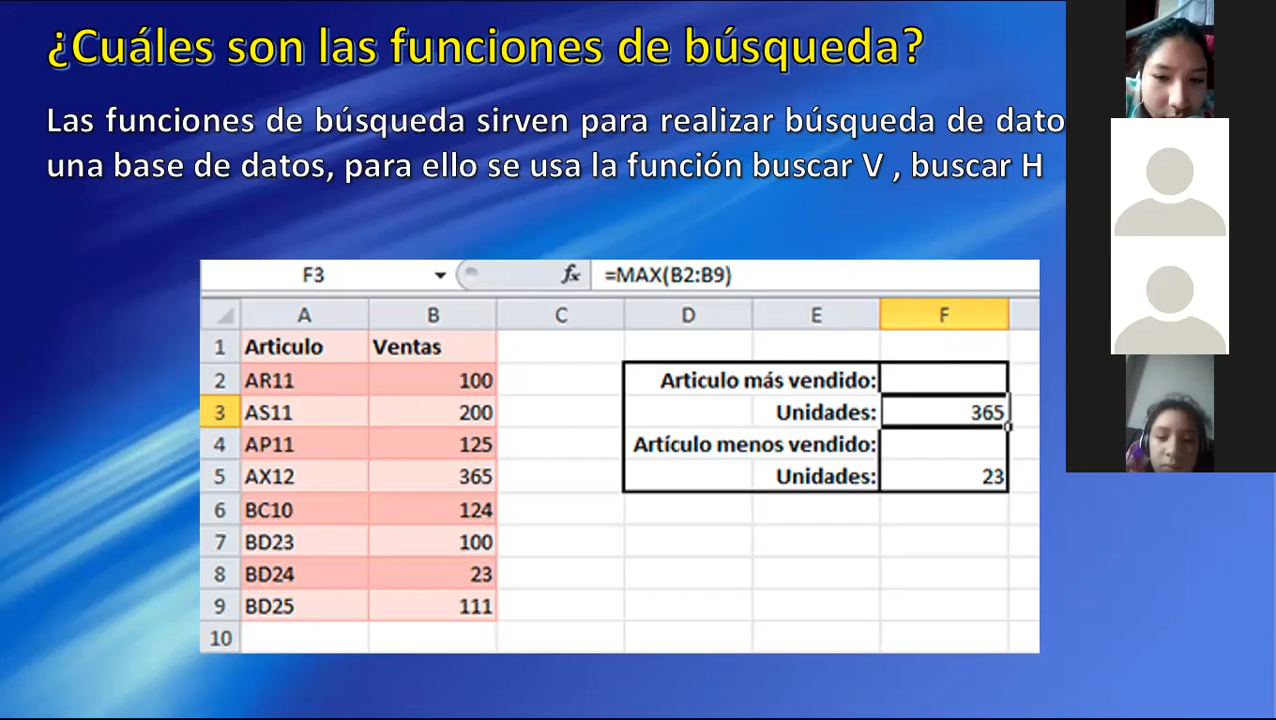 ¿Cuáles son las funciones de búsqueda?
Las funciones de búsqueda sirven para realizar búsqueda de dato
una base de datos, para ello se usa la función buscar V , buscar H
F3 fx =MAX(B2:B9)
A B C D E F
1 Articulo Ventas
2 AR11 100 Articulo más vendido:
3 AS11 200 Unidades: 365
4 AP11 125 Artículo menos vendido:
5 AX12 365 Unidades: 23
6 BC10 124
7 BD23 100
8 BD24 23
9 BD25 111
10